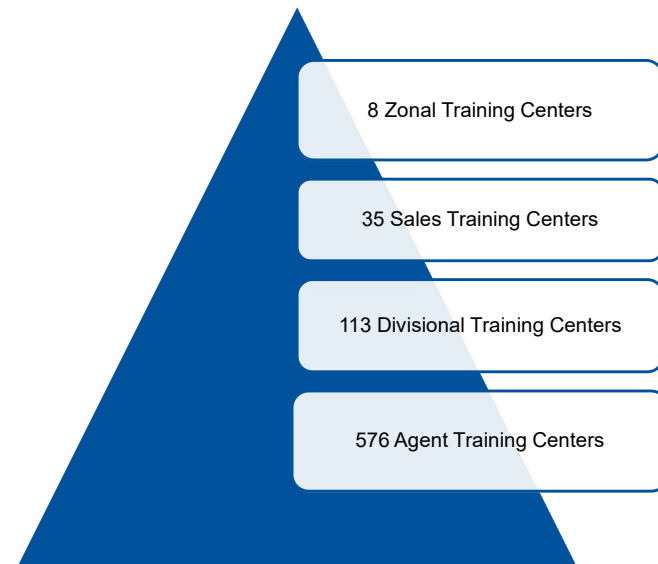 8 Zonal Training Centers
35 Sales Training Centers
113 Divisional Training Centers
576 Agent Training Centers